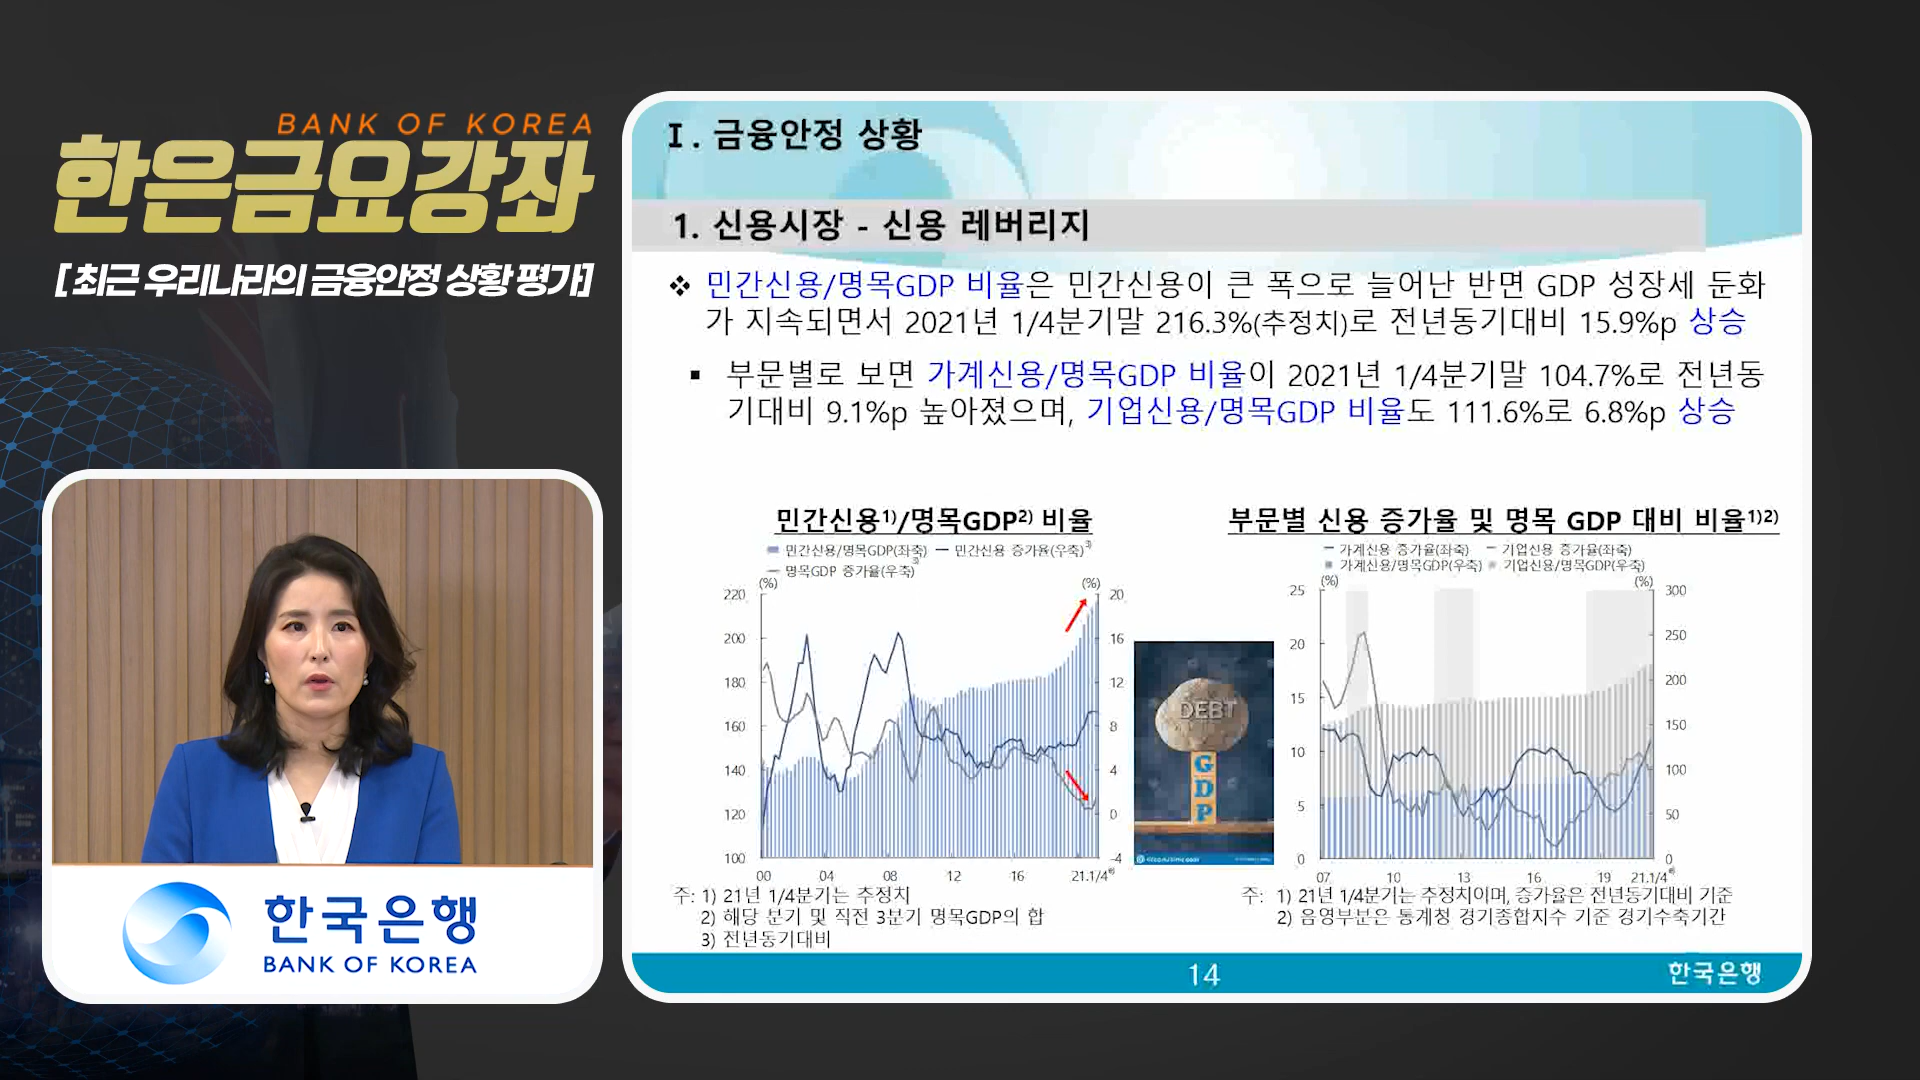 BANK OF KOREA
한은금요강좌
[ 최근 우리나라의 금융안정 상황 평가]
한국은행
BANK OF KOREA
Ⅰ. 금융안정 상황
1. 신용시장 - 신용 레버리지
❖ 민간신용/명목GDP 비율은 민간신용이 큰 폭으로 늘어난 반면 GDP 성장세 둔화
가 지속되면서 2021년 1/4분기말 216.3%(추정치)로 전년동기대비 15.9%p 상승
▪ 부문별로 보면 가계신용/명목GDP 비율이 2021년 1/4분기말 104.7%로 전년동
기대비 9.1%p 높아졌으며, 기업신용/명목GDP 비율도 111.6%로 6.8%p 상승
민간신용1)/명목GDP2) 비율
민간신용/명목GDP(좌축) 민간신용 증가율(우축)3)
명목GDP 증가율(우축)3)
(%) (%)
220 20
200 16
180 12
160 8
140 4
120 0
100 -4
00 04 08 12 16 21.1/4e)
주: 1) 21년 1/4분기는 추정치
2) 해당 분기 및 직전 3분기 명목GDP의 합
3) 전년동기대비
DEBT
G
D
P
부문별 신용 증가율 및 명목 GDP 대비 비율1)2)
가계신용 증가율(좌축) 기업신용 증가율(좌축)
가계신용/명목GDP(우축) 기업신용/명목GDP(우축)
(%) (%)
25 300
250
20
200
15
150
10
100
5 50
0 0
07 10 13 16 19 21.1/4e)
주: 1) 21년 1/4분기는 추정치이며, 증가율은 전년동기대비 기준
2) 음영부분은 통계청 경기종합지수 기준 경기수축기간
14
한국은행